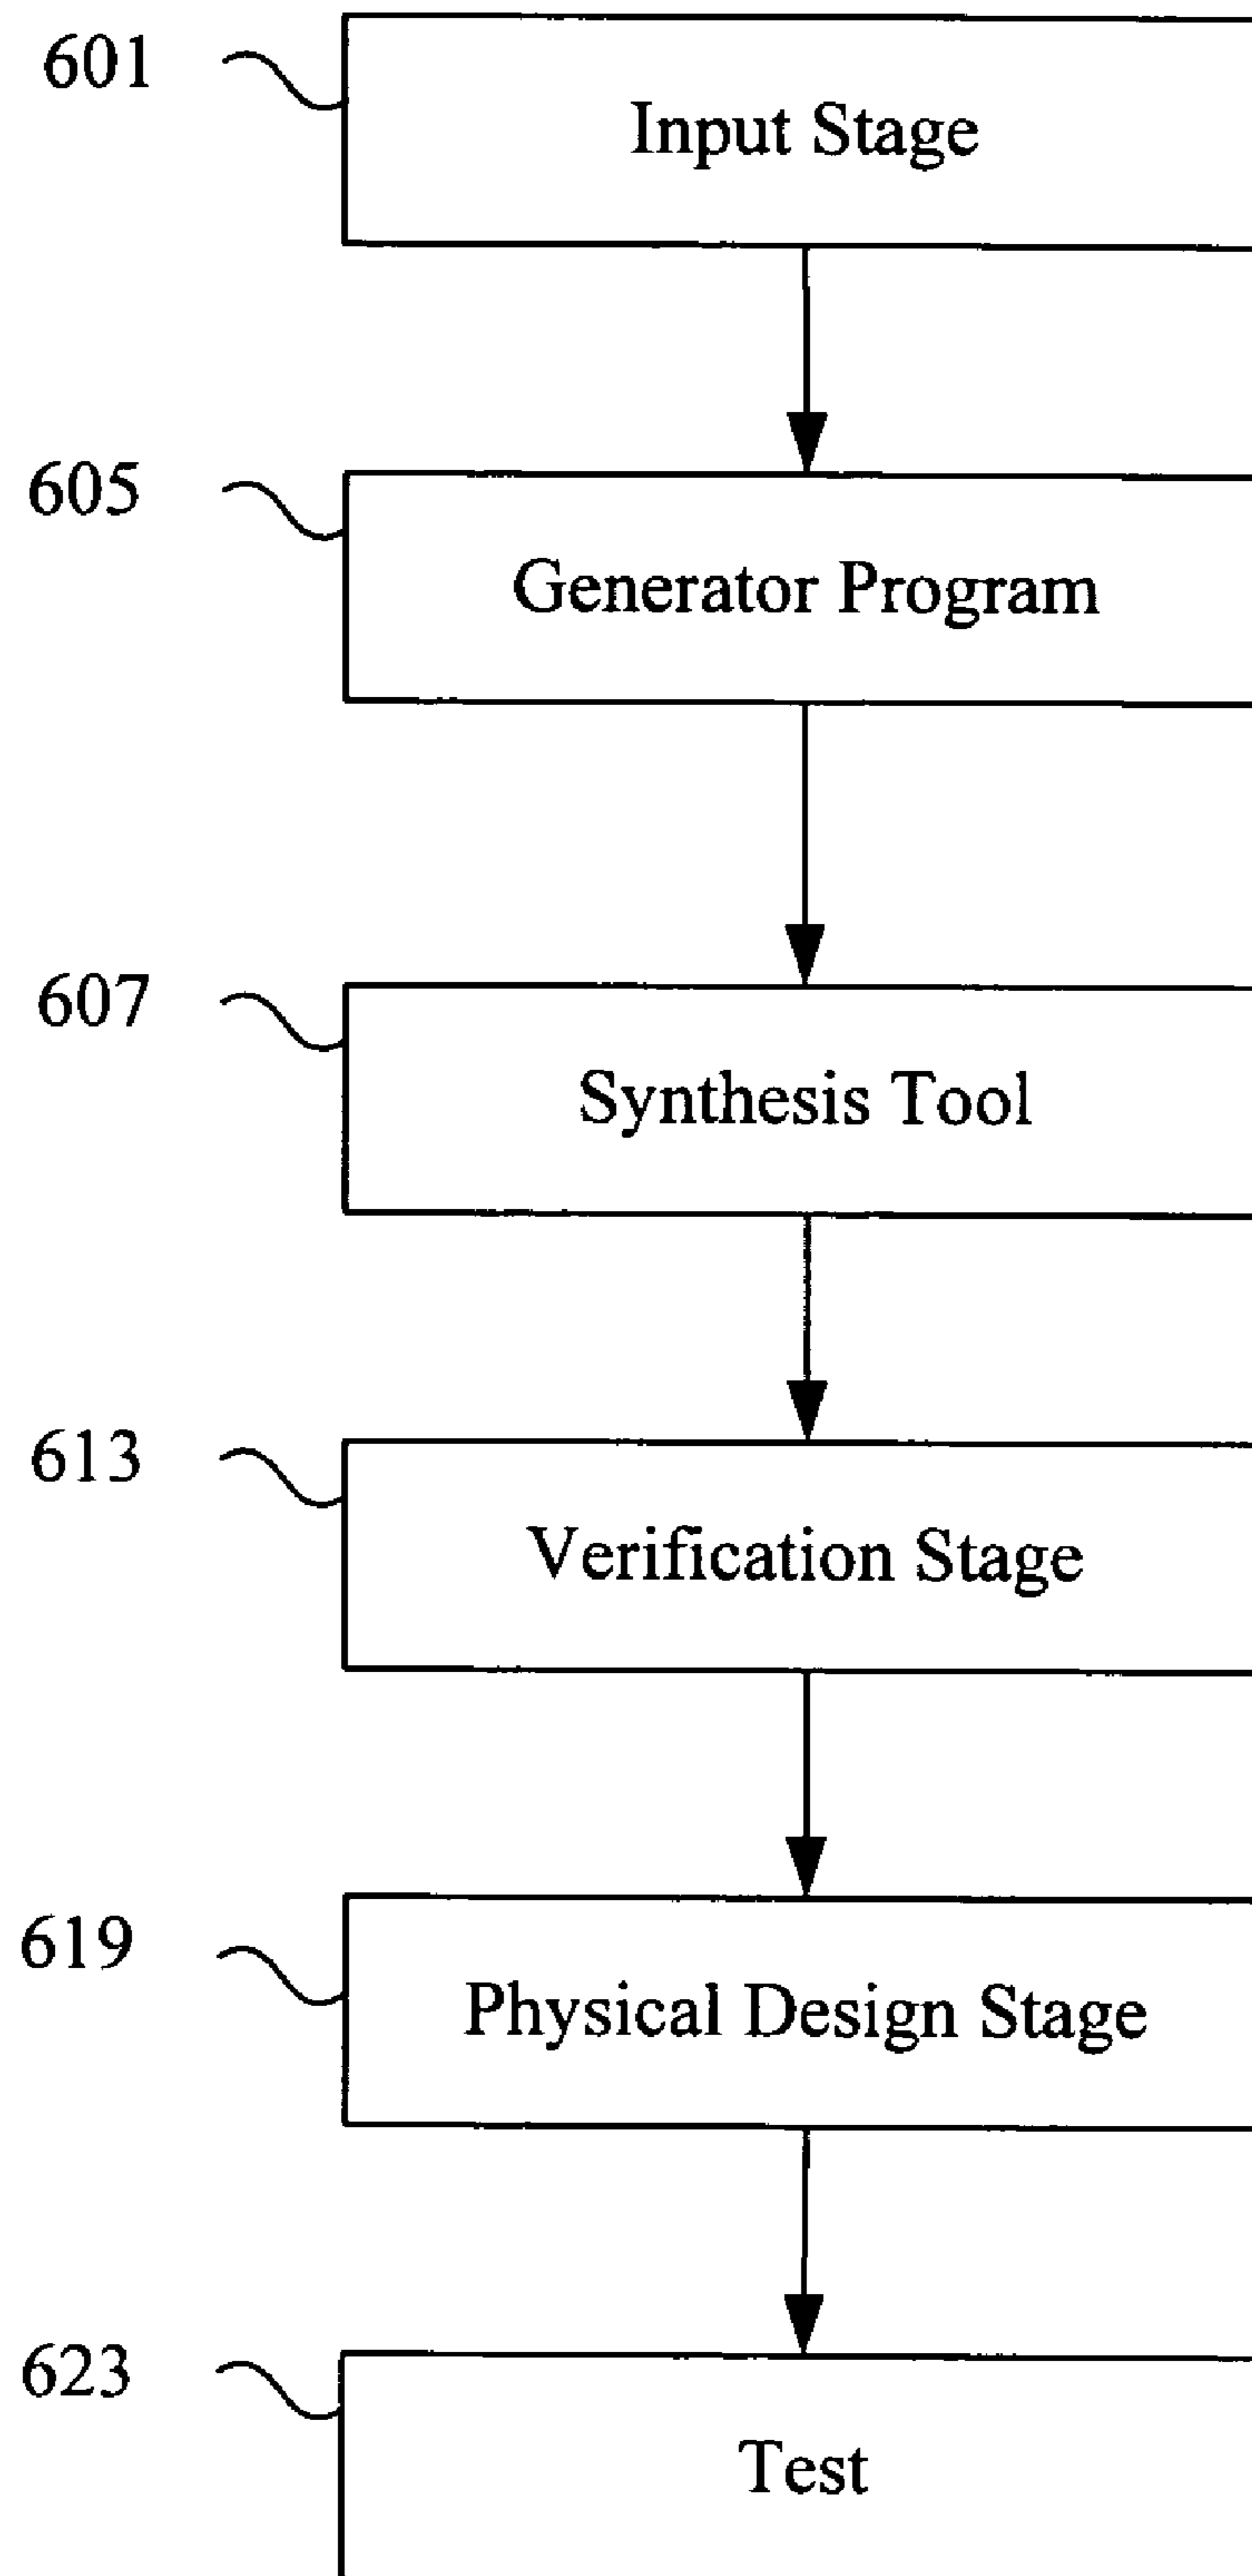 601
Input Stage
605
Generator Program
607
Synthesis Tool
613
Verification Stage
619
Physical Design Stage
623
Test